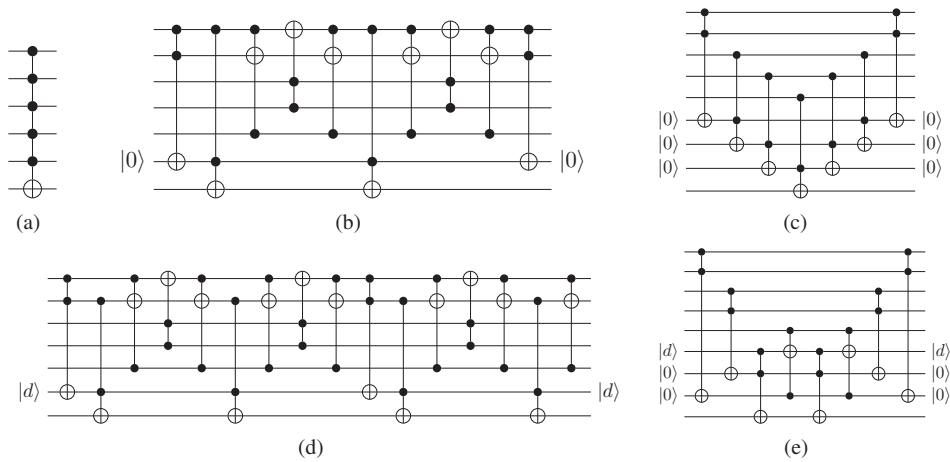 (a)
|0⟩ |0⟩
(b)
|0⟩ |0⟩
|0⟩ |0⟩
|0⟩ |0⟩
(c)
|d⟩ |d⟩
(d)
|d⟩ |d⟩
|0⟩ |0⟩
|0⟩ |0⟩
(e)